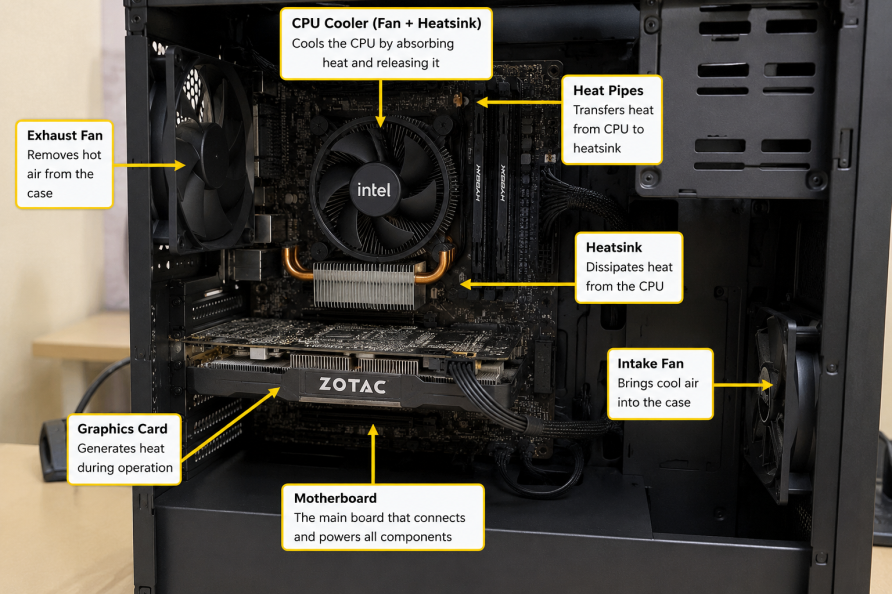 CPU Cooler (Fan + Heatsink)
Cools the CPU by absorbing
heat and releasing it
Heat Pipes
Transfers heat
from CPU to
heatsink
Exhaust Fan
Removes hot
air from the
case
intel
HYPERX
HYPERX
Heatsink
Dissipates heat
from the CPU
Intake Fan
Brings cool air
into the case
ZOTAC
Graphics Card
Generates heat
during operation
Motherboard
The main board that connects
and powers all components